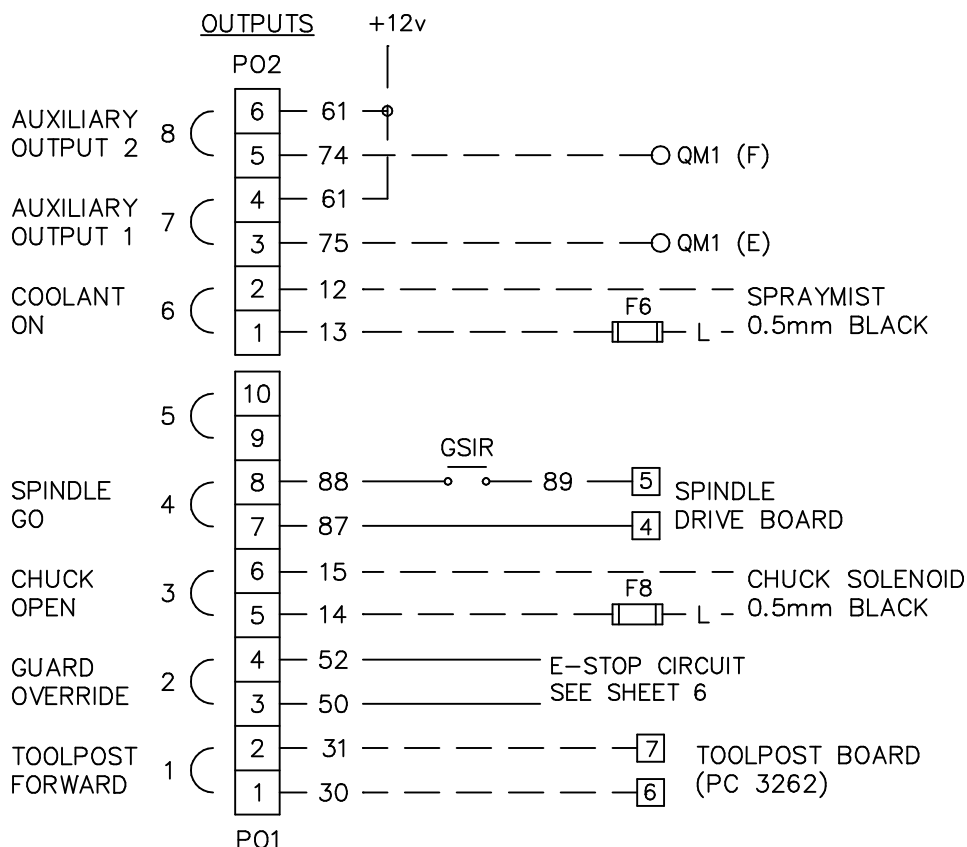 OUTPUTS +12v
PO2
AUXILIARY OUTPUT 2 8 6 61
5 74 QM1 (F)
AUXILIARY OUTPUT 1 7 4 61
3 75 QM1 (E)
COOLANT ON 6 2 12 SPRAYMIST
1 13 F6 L 0.5mm BLACK
5 10
9
GSIR
SPINDLE GO 4 8 88 89 5 SPINDLE
7 87 4 DRIVE BOARD
CHUCK OPEN 3 6 15 CHUCK SOLENOID
5 14 F8 L 0.5mm BLACK
GUARD OVERRIDE 2 4 52 E-STOP CIRCUIT
3 50 SEE SHEET 6
TOOLPOST FORWARD 1 2 31 7 TOOLPOST BOARD
1 30 6 (PC 3262)
PO1